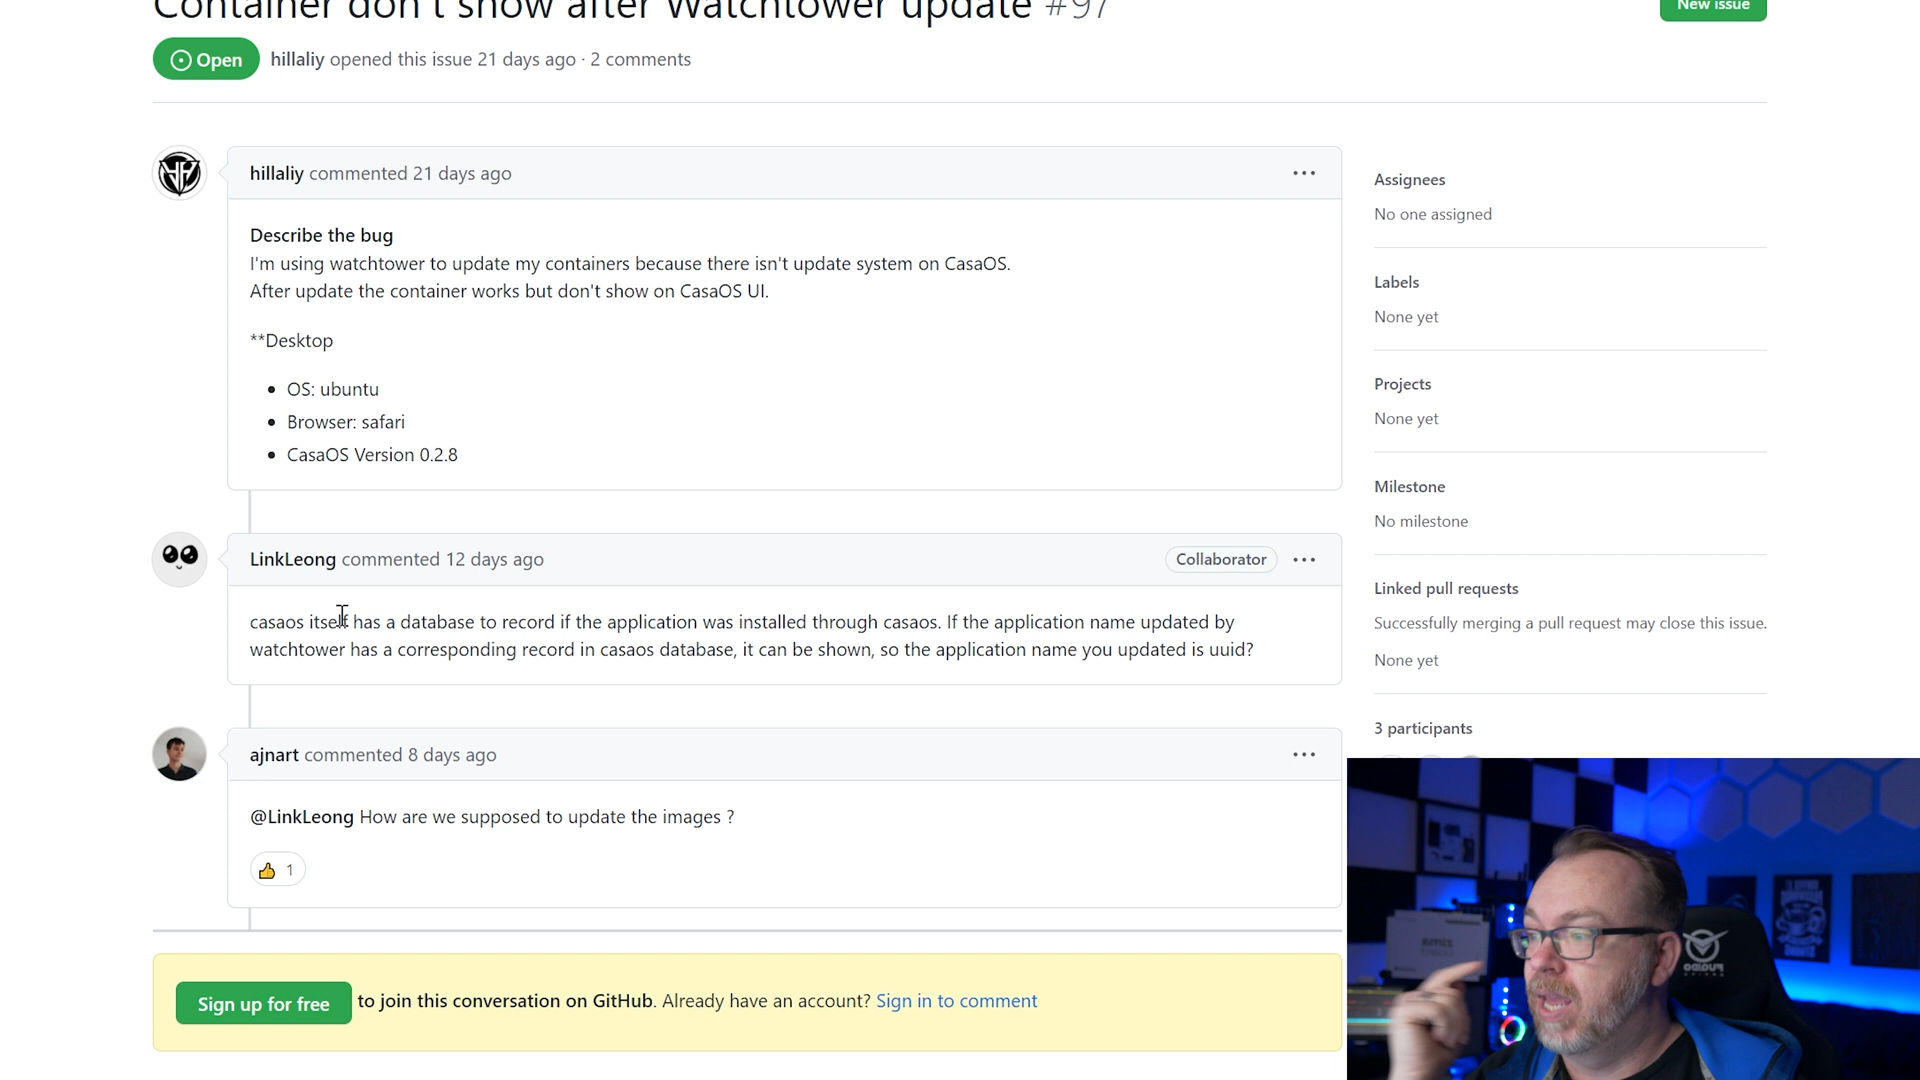 Container don't show after Watchtower update #97
New issue
Open
hillaliy opened this issue 21 days ago · 2 comments
hillaliy commented 21 days ago
Describe the bug
I'm using watchtower to update my containers because there isn't update system on CasaOS.
After update the container works but don't show on CasaOS UI.
**Desktop
• OS: ubuntu
• Browser: safari
• CasaOS Version 0.2.8
LinkLeong commented 12 days ago
Collaborator
casaos itself has a database to record if the application was installed through casaos. If the application name updated by
watchtower has a corresponding record in casaos database, it can be shown, so the application name you updated is uuid?
ajnart commented 8 days ago
@LinkLeong How are we supposed to update the images ?
👍 1
Sign up for free to join this conversation on GitHub. Already have an account? Sign in to comment
Assignees
No one assigned
Labels
None yet
Projects
None yet
Milestone
No milestone
Linked pull requests
Successfully merging a pull request may close this issue.
None yet
3 participants